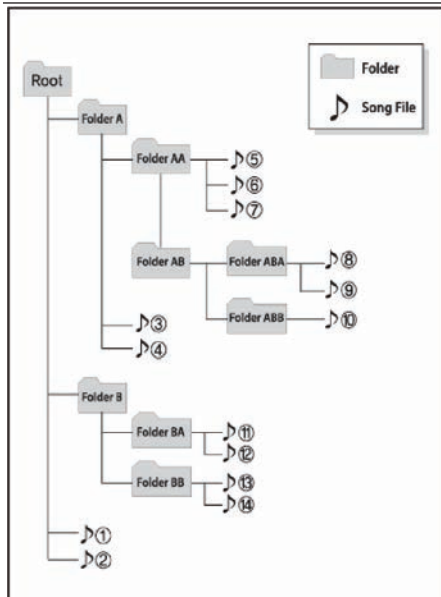 Root
Folder
Song File
Folder A
Folder AA
⑤
⑥
⑦
Folder AB
Folder ABA
⑧
⑨
Folder ABB
⑩
③
④
Folder B
Folder BA
⑪
⑫
Folder BB
⑬
⑭
①
②